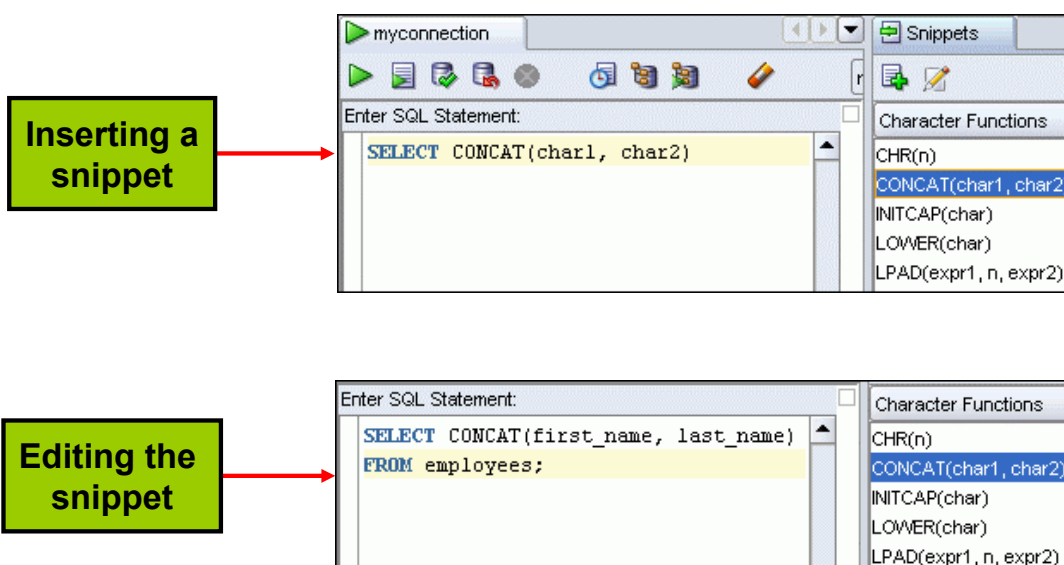 Inserting a
snippet
myconnection
Snippets
Enter SQL Statement:
SELECT CONCAT(char1, char2)
Character Functions
CHR(n)
CONCAT(char1, char2
INITCAP(char)
LOWER(char)
LPAD(expr1, n, expr2)
Editing the
snippet
Enter SQL Statement:
SELECT CONCAT(first_name, last_name)
FROM employees;
Character Functions
CHR(n)
CONCAT(char1, char2)
INITCAP(char)
LOWER(char)
LPAD(expr1, n, expr2)